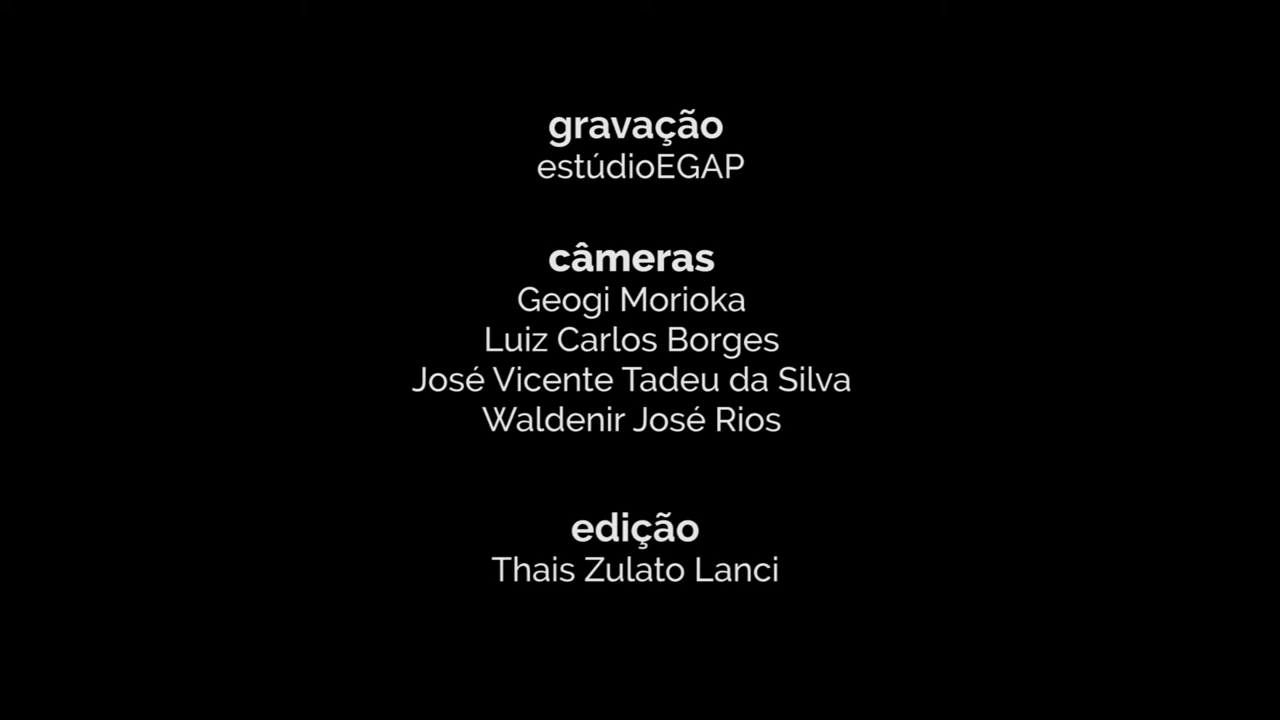 gravação
estúdioEGAP
câmeras
Geogi Morioka
Luiz Carlos Borges
José Vicente Tadeu da Silva
Waldenir José Rios
edição
Thais Zulato Lanci